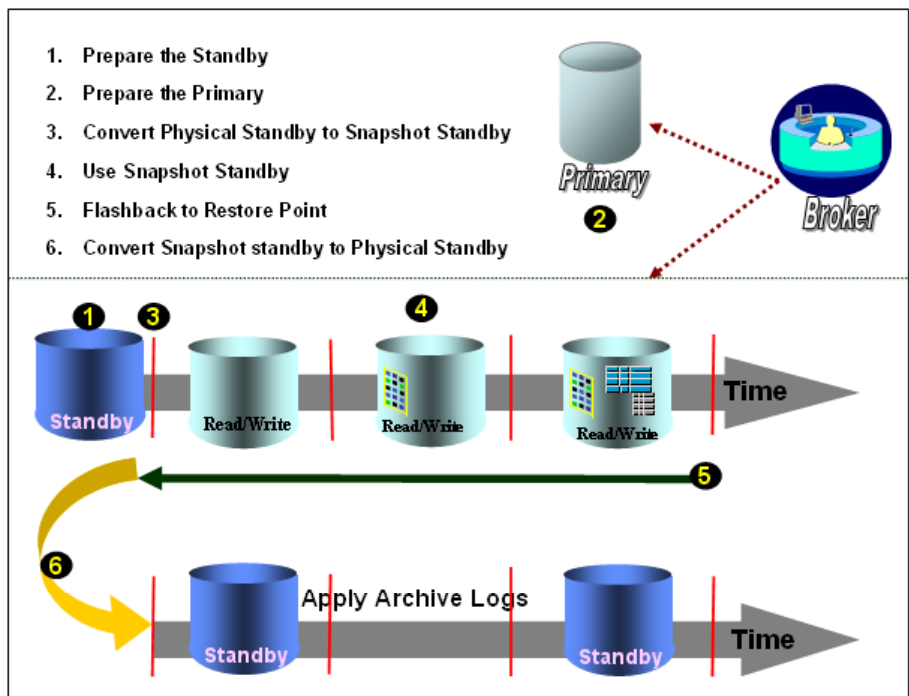 1. Prepare the Standby
2. Prepare the Primary
3. Convert Physical Standby to Snapshot Standby
4. Use Snapshot Standby
5. Flashback to Restore Point
6. Convert Snapshot standby to Physical Standby
Primary
2
Broker
1
3
4
Standby
Read/Write
Read/Write
Read/Write
Time
5
6
Apply Archive Logs
Standby
Standby
Time